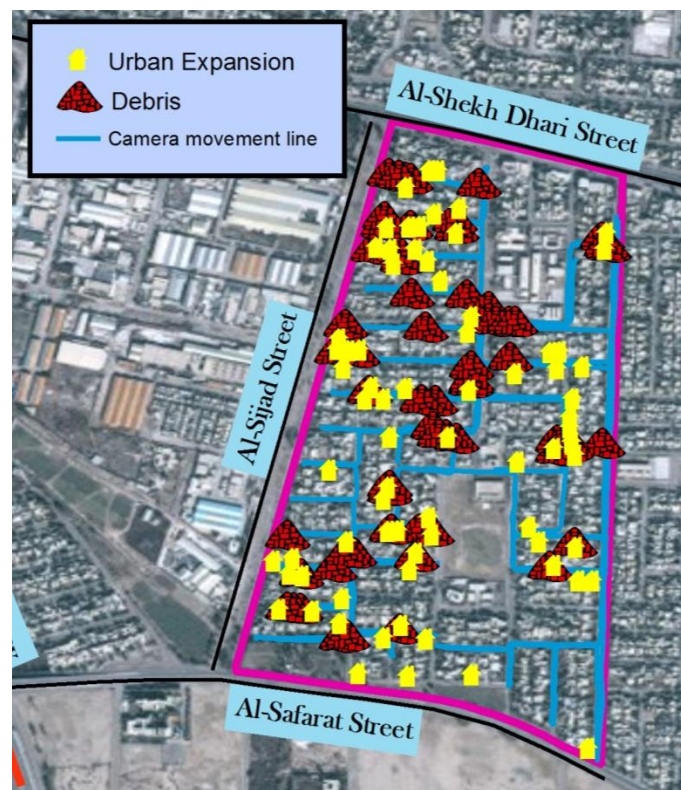 Urban Expansion
Debris
Camera movement line
Al-Shekh Dhari Street
Al-Sijad Street
Al-Safarat Street